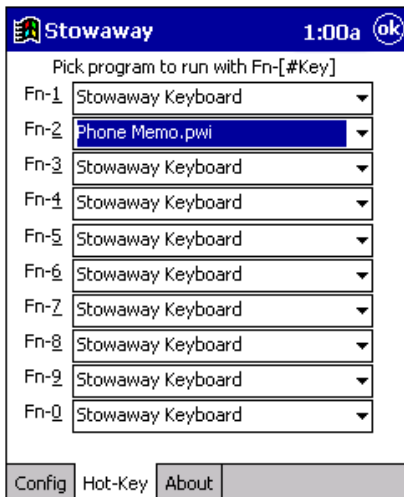 Stowaway 1:00a ok
Pick program to run with Fn-[#Key]
Fn-1 Stowaway Keyboard
Fn-2 Phone Memo.pwi
Fn-3 Stowaway Keyboard
Fn-4 Stowaway Keyboard
Fn-5 Stowaway Keyboard
Fn-6 Stowaway Keyboard
Fn-7 Stowaway Keyboard
Fn-8 Stowaway Keyboard
Fn-9 Stowaway Keyboard
Fn-0 Stowaway Keyboard
Config Hot-Key About